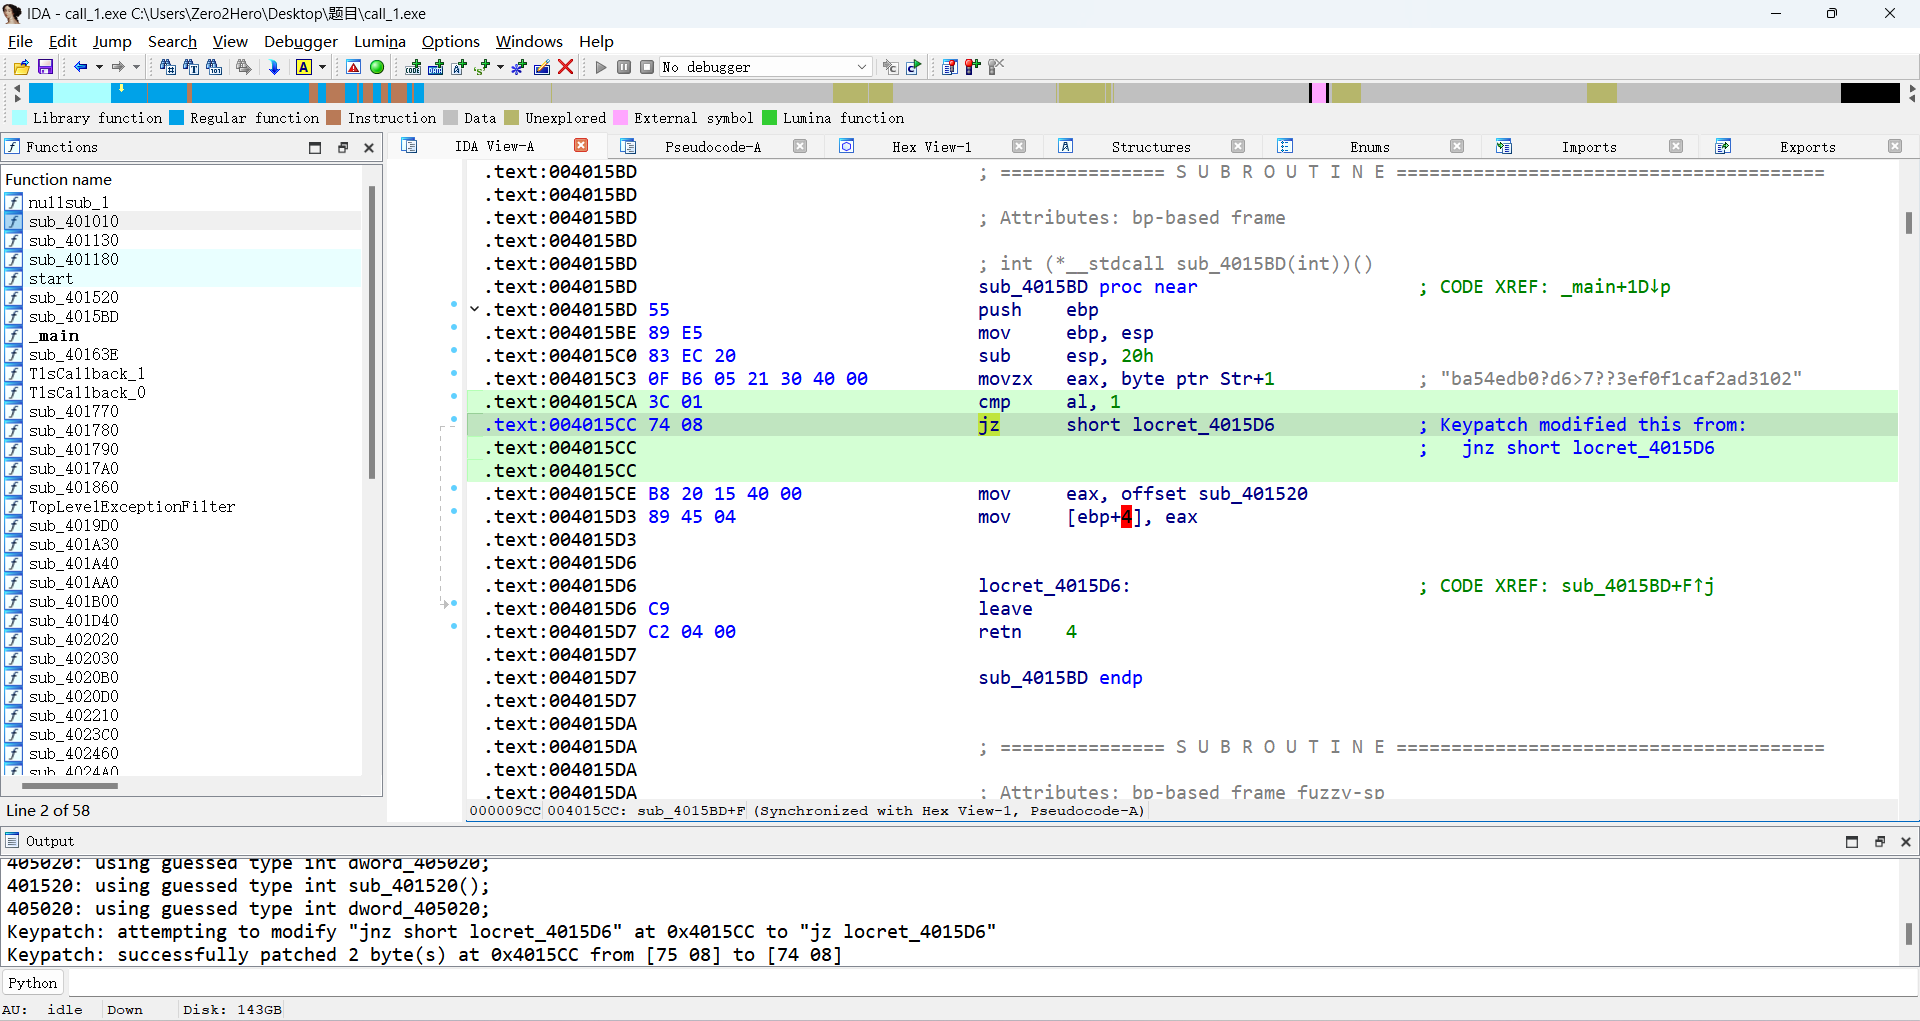 IDA - call_1.exe C:\Users\Zero2Hero\Desktop\题目\call_1.exe
File Edit Jump Search View Debugger Lumina Options Windows Help
No debugger
Library function Regular function Instruction Data Unexplored External symbol Lumina function
Functions
IDA View-A Pseudocode-A Hex View-1 Structures Enums Imports Exports
Function name
nullsub_1
sub_401010
sub_401130
sub_401180
start
sub_401520
sub_4015BD
_main
sub_40163E
TlsCallback_1
TlsCallback_0
sub_401770
sub_401780
sub_401790
sub_4017A0
sub_401860
TopLevelExceptionFilter
sub_4019D0
sub_401A30
sub_401A40
sub_401AA0
sub_401B00
sub_401D40
sub_402020
sub_402030
sub_4020B0
sub_4020D0
sub_402210
sub_4023C0
sub_402460
sub_4024A0
Line 2 of 58
.text:004015BD ; =============== S U B R O U T I N E =======================================
.text:004015BD
.text:004015BD ; Attributes: bp-based frame
.text:004015BD
.text:004015BD ; int (*__stdcall sub_4015BD(int))()
.text:004015BD sub_4015BD proc near ; CODE XREF: _main+1D↓p
.text:004015BD 55 push ebp
.text:004015BE 89 E5 mov ebp, esp
.text:004015C0 83 EC 20 sub esp, 20h
.text:004015C3 0F B6 05 21 30 40 00 movzx eax, byte ptr Str+1 ; "ba54edb0?d6>7??3ef0f1caf2ad3102"
.text:004015CA 3C 01 cmp al, 1
.text:004015CC 74 08 jz short locret_4015D6 ; Keypatch modified this from:
.text:004015CC ; jnz short locret_4015D6
.text:004015CC
.text:004015CE B8 20 15 40 00 mov eax, offset sub_401520
.text:004015D3 89 45 04 mov [ebp+4], eax
.text:004015D3
.text:004015D6
.text:004015D6 locret_4015D6: ; CODE XREF: sub_4015BD+F↑j
.text:004015D6 C9 leave
.text:004015D7 C2 04 00 retn 4
.text:004015D7
.text:004015D7 sub_4015BD endp
.text:004015D7
.text:004015DA
.text:004015DA ; =============== S U B R O U T I N E =======================================
.text:004015DA
.text:004015DA ; Attributes: bp-based frame fuzzy-sp
000009CC 004015CC: sub_4015BD+F (Synchronized with Hex View-1, Pseudocode-A)
Output
405020: using guessed type int dword_405020;
401520: using guessed type int sub_401520();
405020: using guessed type int dword_405020;
Keypatch: attempting to modify "jnz short locret_4015D6" at 0x4015CC to "jz locret_4015D6"
Keypatch: successfully patched 2 byte(s) at 0x4015CC from [75 08] to [74 08]
Python
AU: idle Down Disk: 143GB